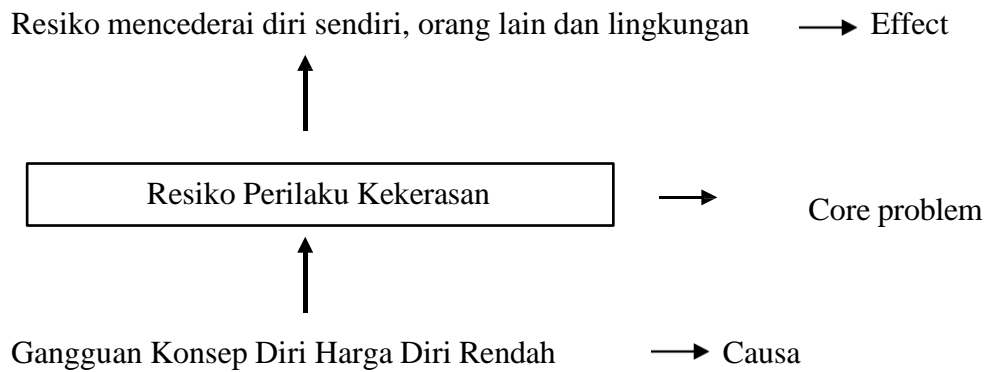 Resiko mencederai diri sendiri, orang lain dan lingkungan Effect
Resiko Perilaku Kekerasan
Core problem
Gangguan Konsep Diri Harga Diri Rendah Causa